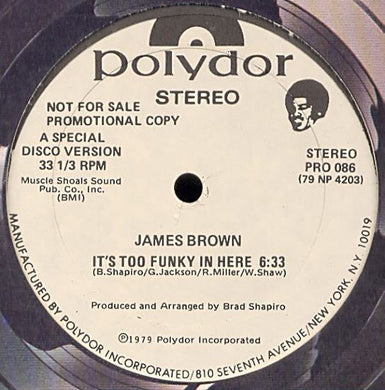 polydor
NOT FOR SALE
PROMOTIONAL COPY
STEREO
A SPECIAL
DISCO VERSION
33 1/3 RPM
Muscle Shoals Sound
Pub. Co., Inc.
(BMI)
STEREO
PRO 086
(79 NP 4203)
JAMES BROWN
IT'S TOO FUNKY IN HERE 6:33
(B.Shapiro/G.Jackson/R.Miller/W.Shaw)
Produced and Arranged by Brad Shapiro
Ⓟ1979 Polydor Incorporated
MANUFACTURED BY POLYDOR INCORPORATED/810 SEVENTH AVENUE/NEW YORK, N.Y. 10019